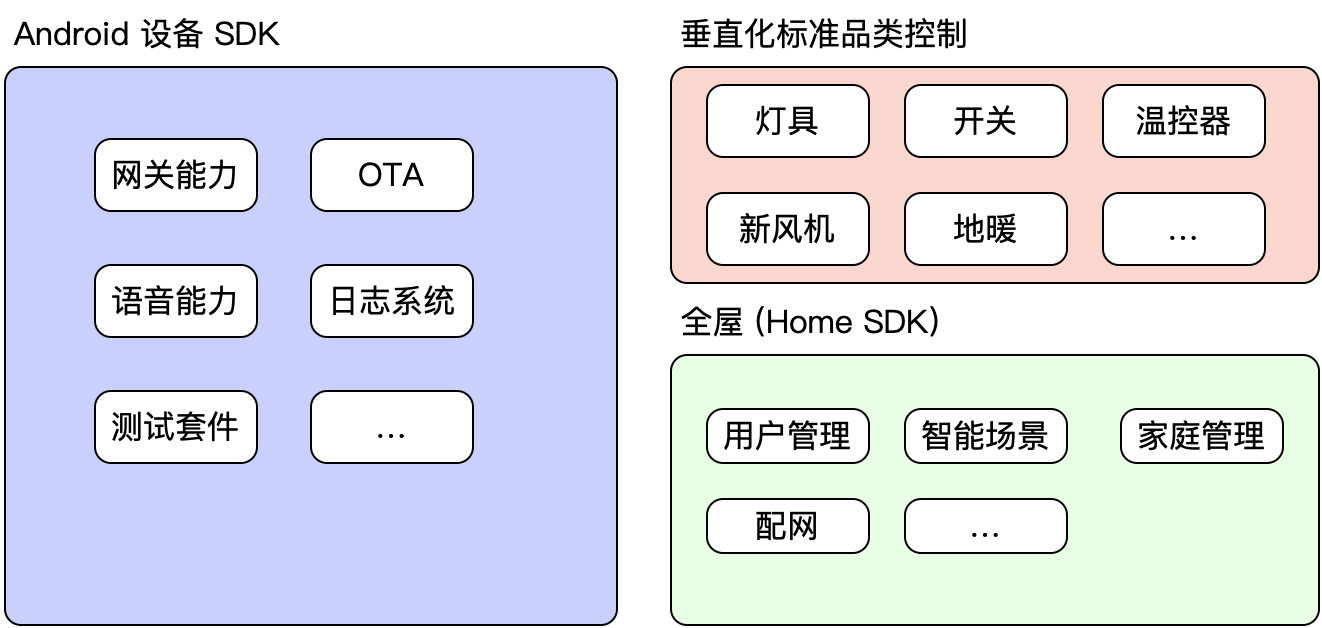 Android 设备 SDK
网关能力
OTA
语音能力
日志系统
测试套件
...
垂直化标准品类控制
灯具
开关
温控器
新风机
地暖
...
全屋 (Home SDK)
用户管理
智能场景
家庭管理
配网
...